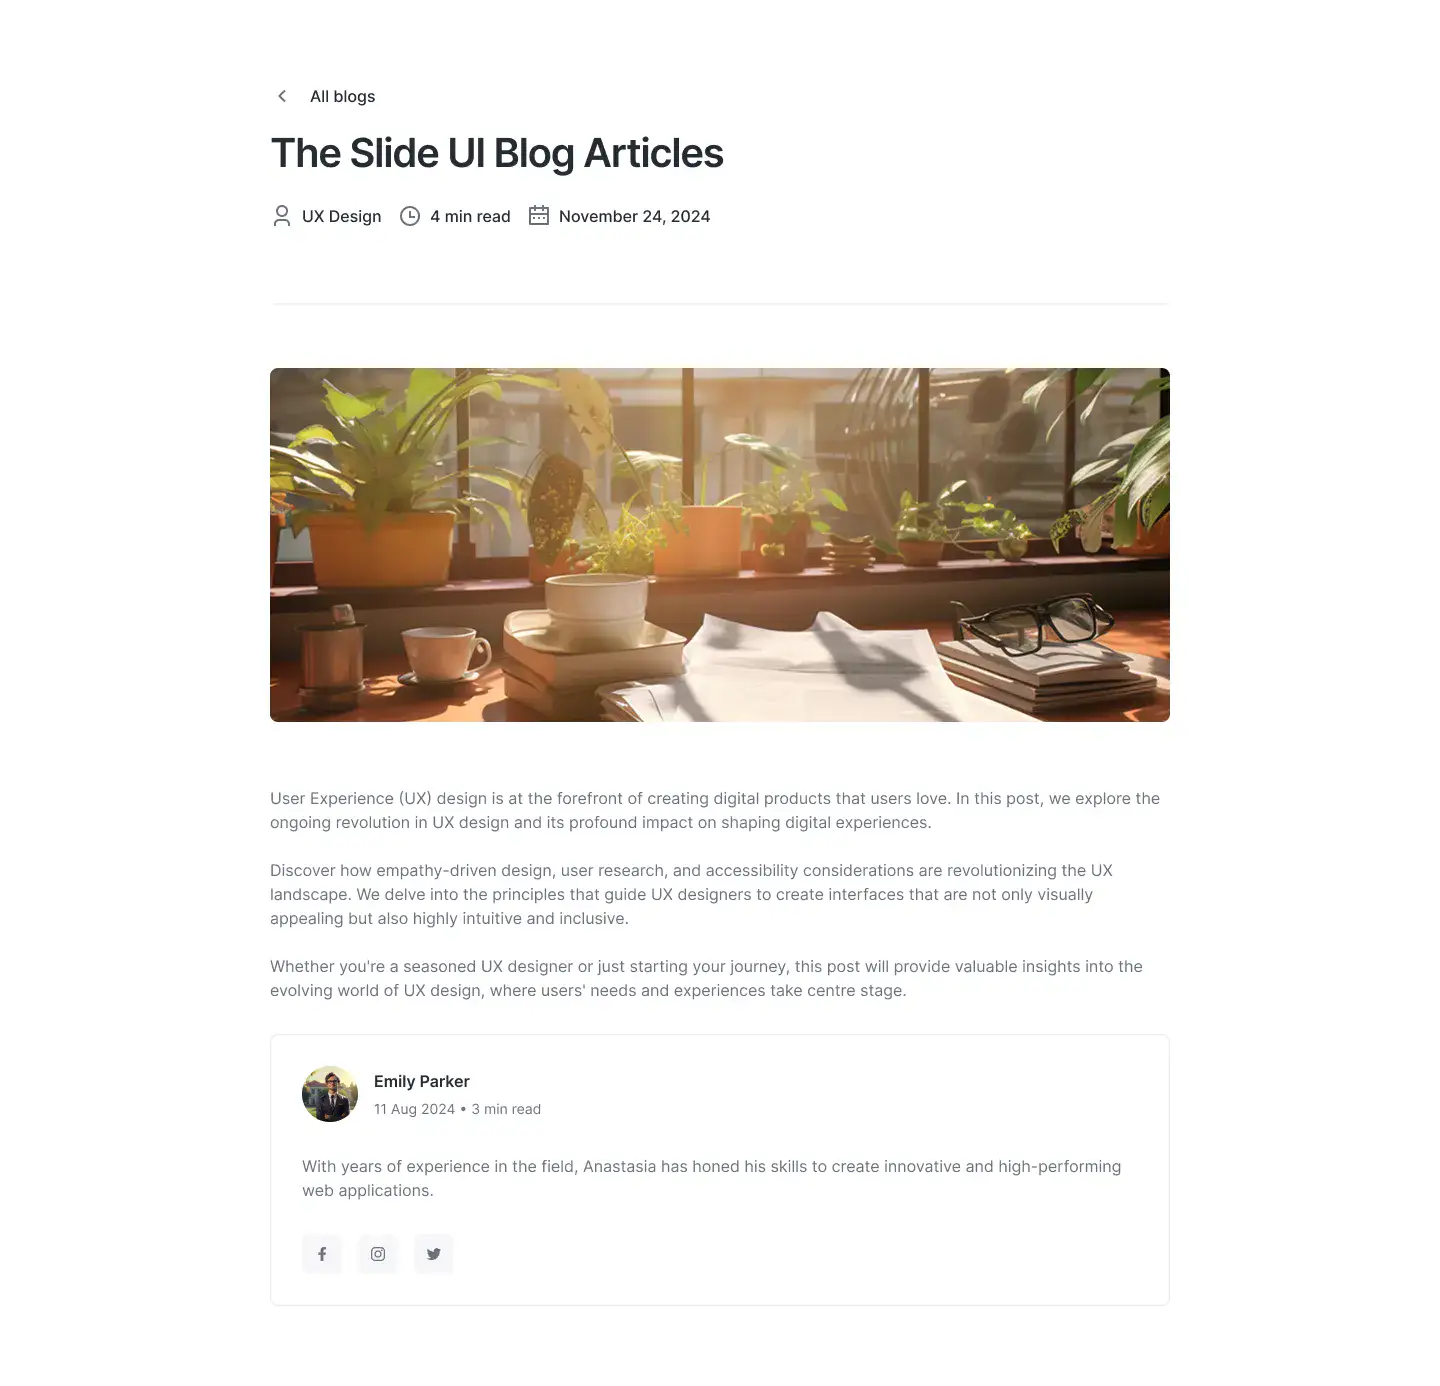 All blogs
The Slide UI Blog Articles
UX Design 4 min read November 24, 2024
User Experience (UX) design is at the forefront of creating digital products that users love. In this post, we explore the
ongoing revolution in UX design and its profound impact on shaping digital experiences.
Discover how empathy-driven design, user research, and accessibility considerations are revolutionizing the UX
landscape. We delve into the principles that guide UX designers to create interfaces that are not only visually
appealing but also highly intuitive and inclusive.
Whether you're a seasoned UX designer or just starting your journey, this post will provide valuable insights into the
evolving world of UX design, where users' needs and experiences take centre stage.
Emily Parker
11 Aug 2024 • 3 min read
With years of experience in the field, Anastasia has honed his skills to create innovative and high-performing
web applications.